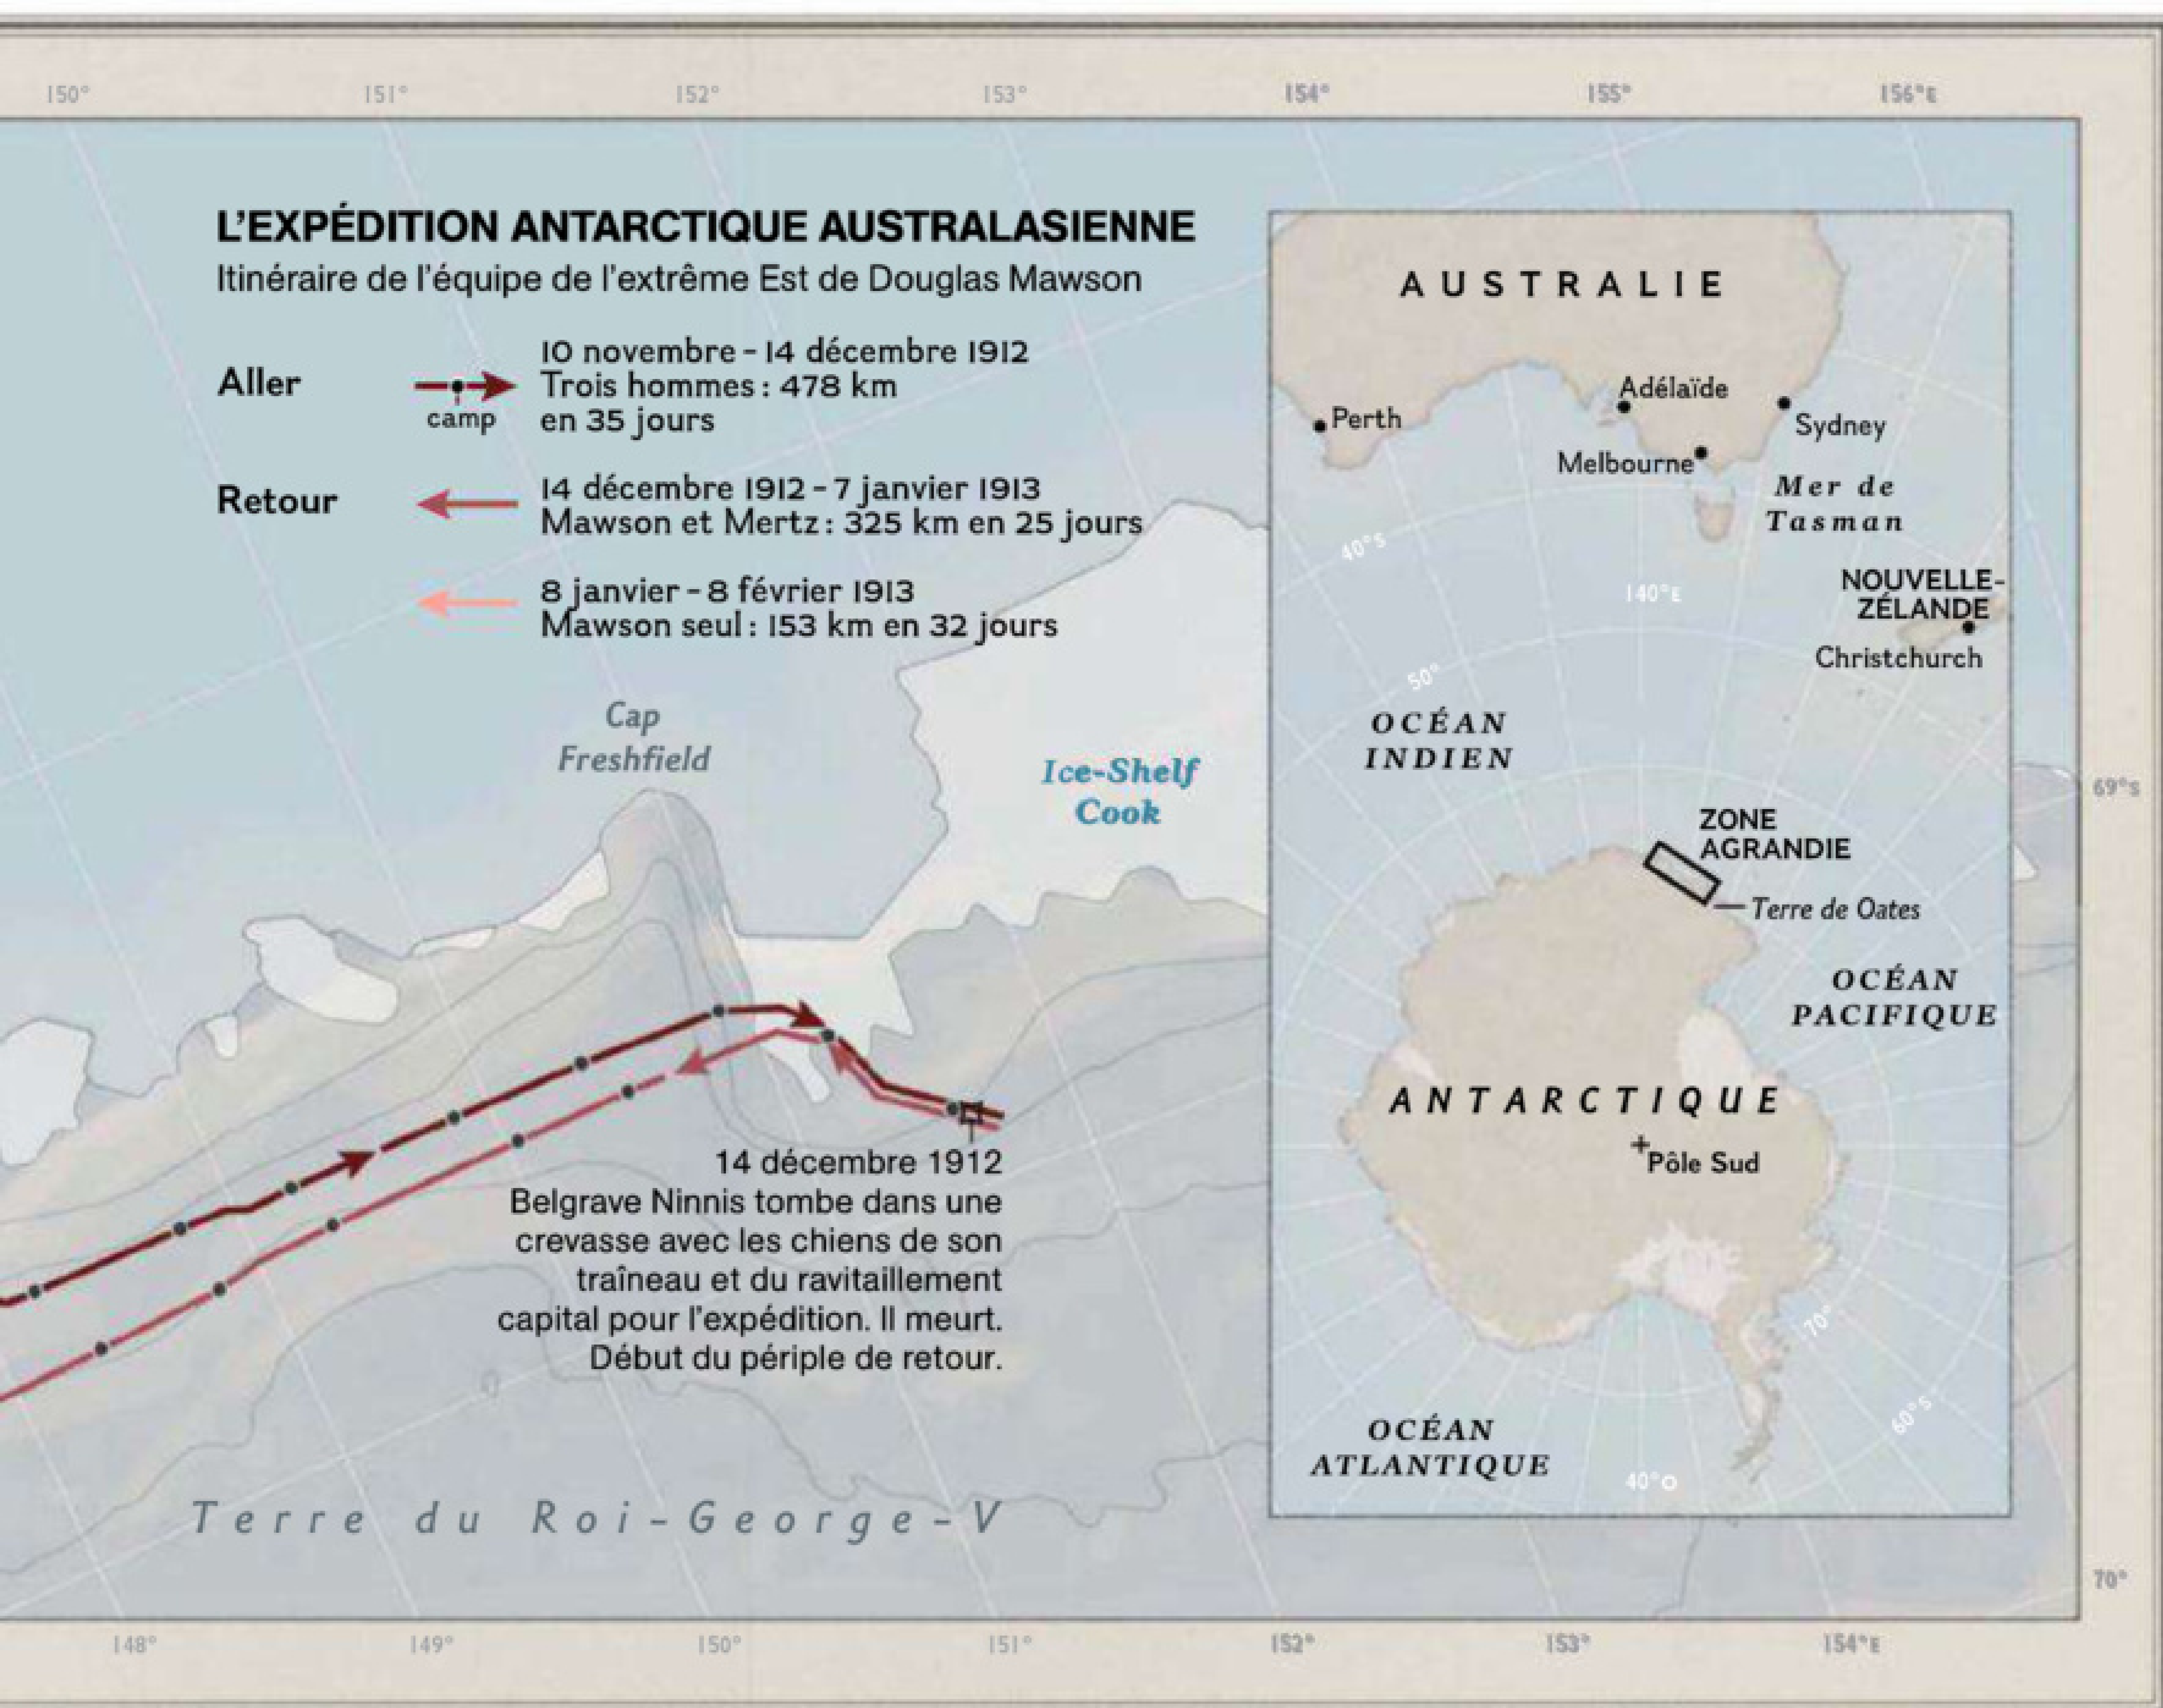 150° 151° 152° 153° 154° 155° 156°E
L'EXPÉDITION ANTARCTIQUE AUSTRALASIENNE
Itinéraire de l'équipe de l'extrême Est de Douglas Mawson
Aller
camp
10 novembre - 14 décembre 1912
Trois hommes : 478 km
en 35 jours
Retour
14 décembre 1912 - 7 janvier 1913
Mawson et Mertz : 325 km en 25 jours
8 janvier - 8 février 1913
Mawson seul : 153 km en 32 jours
Cap
Freshfield
Ice-Shelf
Cook
14 décembre 1912
Belgrave Ninnis tombe dans une
crevasse avec les chiens de son
traîneau et du ravitaillement
capital pour l'expédition. Il meurt.
Début du périple de retour.
Terre du Roi-George-V
AUSTRALIE
Adélaïde
Perth
Sydney
Melbourne
Mer de
Tasman
40°S
140°E
NOUVELLE-
ZÉLANDE
Christchurch
50°
OCÉAN
INDIEN
ZONE
AGRANDIE
Terre de Oates
OCÉAN
PACIFIQUE
ANTARCTIQUE
Pôle Sud
70°
60°S
OCÉAN
ATLANTIQUE
40°O
69°S
70°
148° 149° 150° 151° 152° 153° 154°E